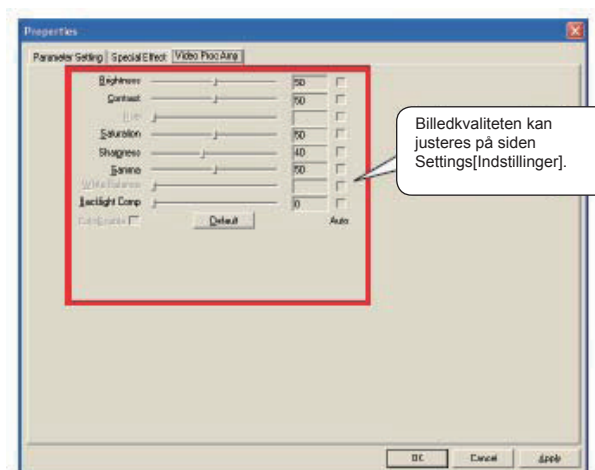 Properties
Parameter Setting Special Effect Video Proc Amp
Brightness 50
Contrast 50
Hue
Saturation 50
Sharpness 40
Gamma 50
White Balance
Backlight Comp 0
ColorEnable Default Auto
Billedkvaliteten kan
justeres på siden
Settings[Indstillinger].
OK Cancel Apply